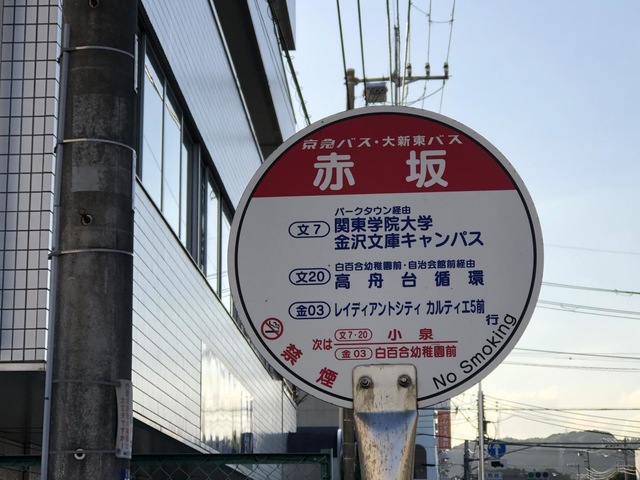 京急バス・大新東バス
赤坂
パークタウン経由
文7 関東学院大学
金沢文庫キャンパス
白百合幼稚園前・自治会館前経由
文20 高舟台循環
金03 レイディアントシティ カルティエ5前
行
次は
文7・20 小泉
金03 白百合幼稚園前
禁煙
No Smoking